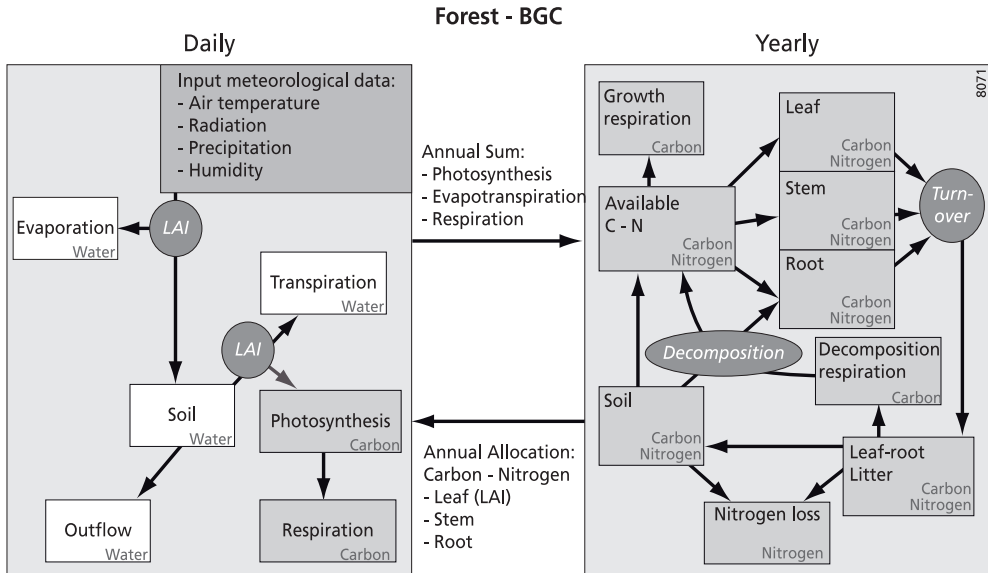 Forest - BGC
Daily
Yearly
8071
Input meteorological data:
- Air temperature
- Radiation
- Precipitation
- Humidity
Evaporation
Water
LAI
Transpiration
Water
LAI
Soil
Water
Photosynthesis
Carbon
Outflow
Water
Respiration
Carbon
Annual Sum:
- Photosynthesis
- Evapotranspiration
- Respiration
Annual Allocation:
Carbon - Nitrogen
- Leaf (LAI)
- Stem
- Root
Growth
respiration
Carbon
Leaf
Carbon
Nitrogen
Available
C - N
Carbon
Nitrogen
Stem
Carbon
Nitrogen
Turn-
over
Root
Carbon
Nitrogen
Decomposition
Decomposition
respiration
Carbon
Soil
Carbon
Nitrogen
Leaf-root
Litter
Carbon
Nitrogen
Nitrogen loss
Nitrogen